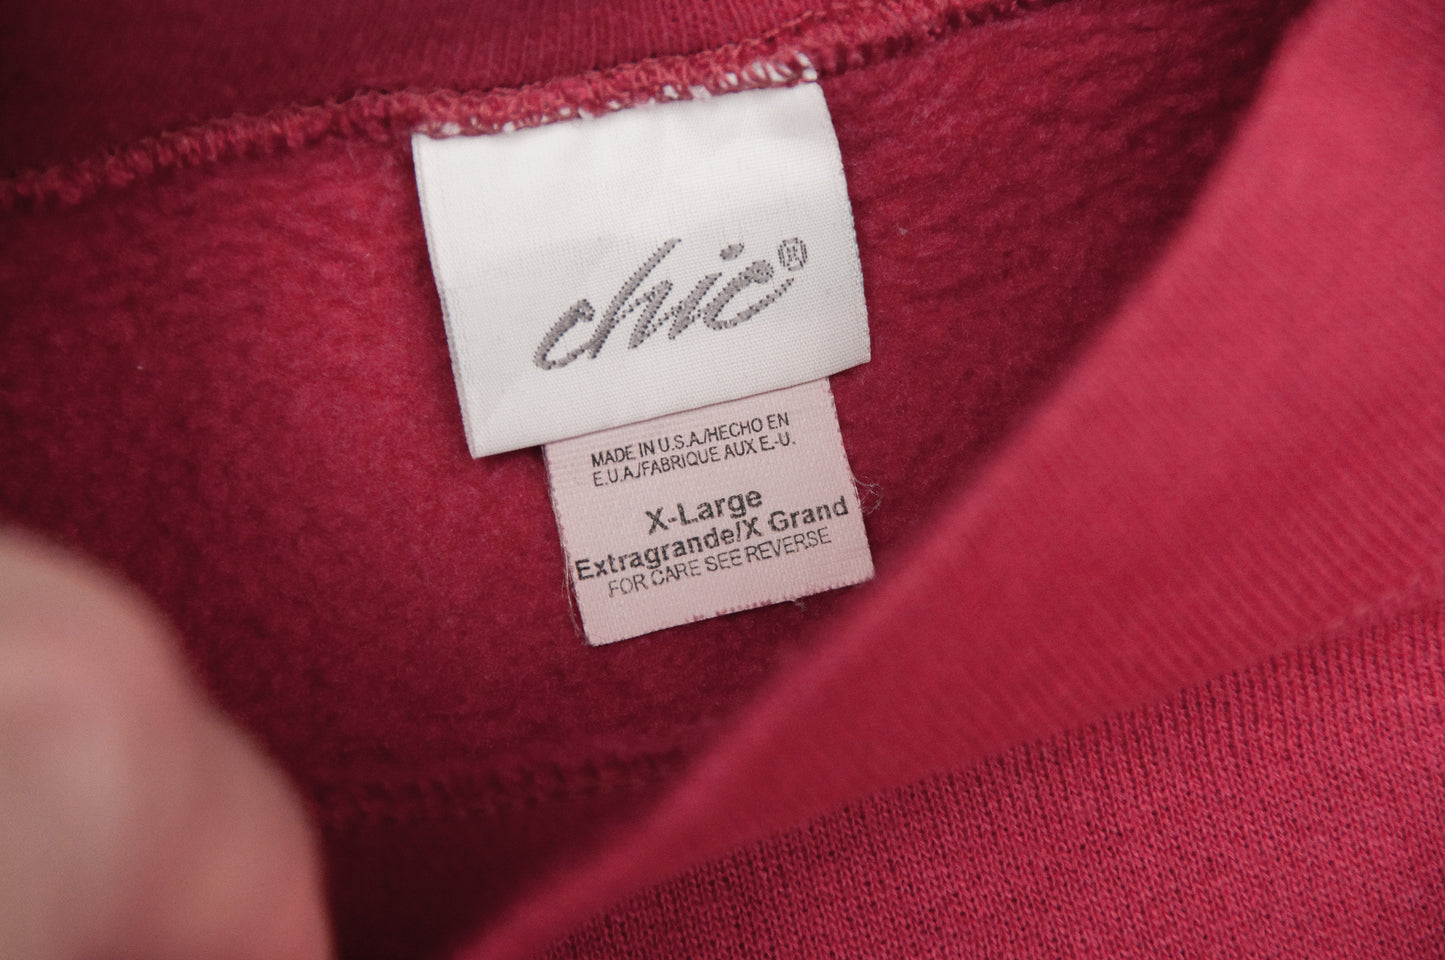 chic®
MADE IN U.S.A./HECHO EN
E.U.A./FABRIQUE AUX E.-U.
X-Large
Extragrande/X Grand
FOR CARE SEE REVERSE